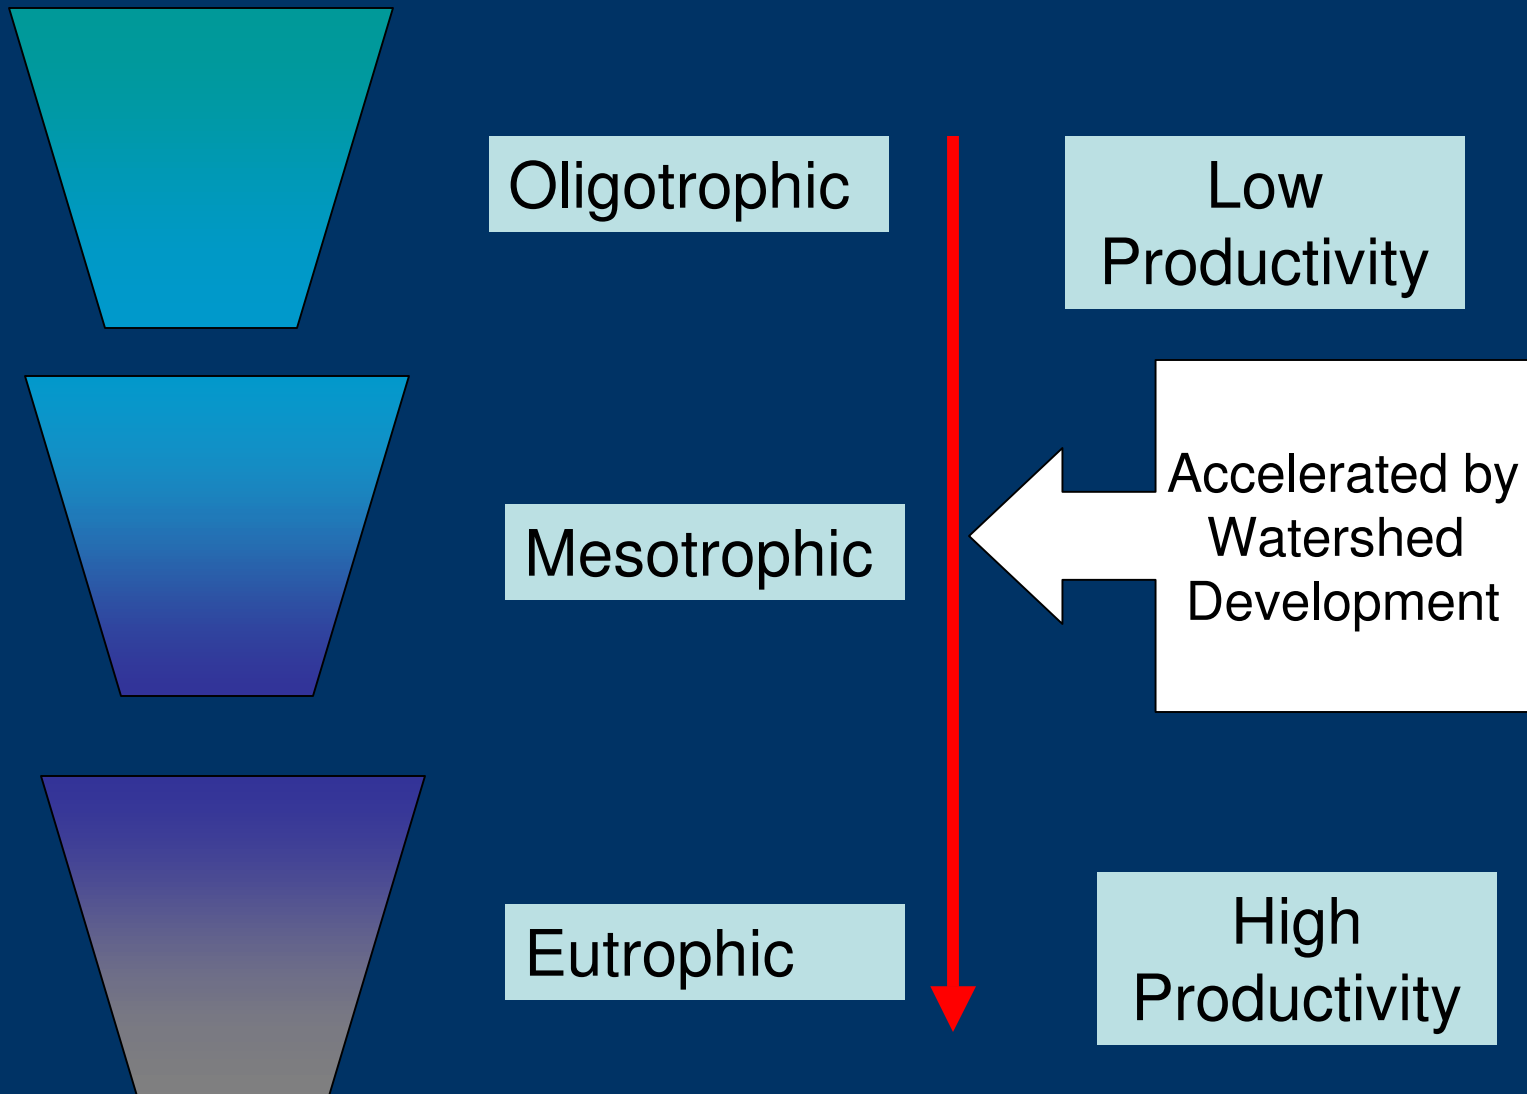 Oligotrophic
Low
Productivity
Accelerated by
Watershed
Development
Mesotrophic
Eutrophic
High
Productivity